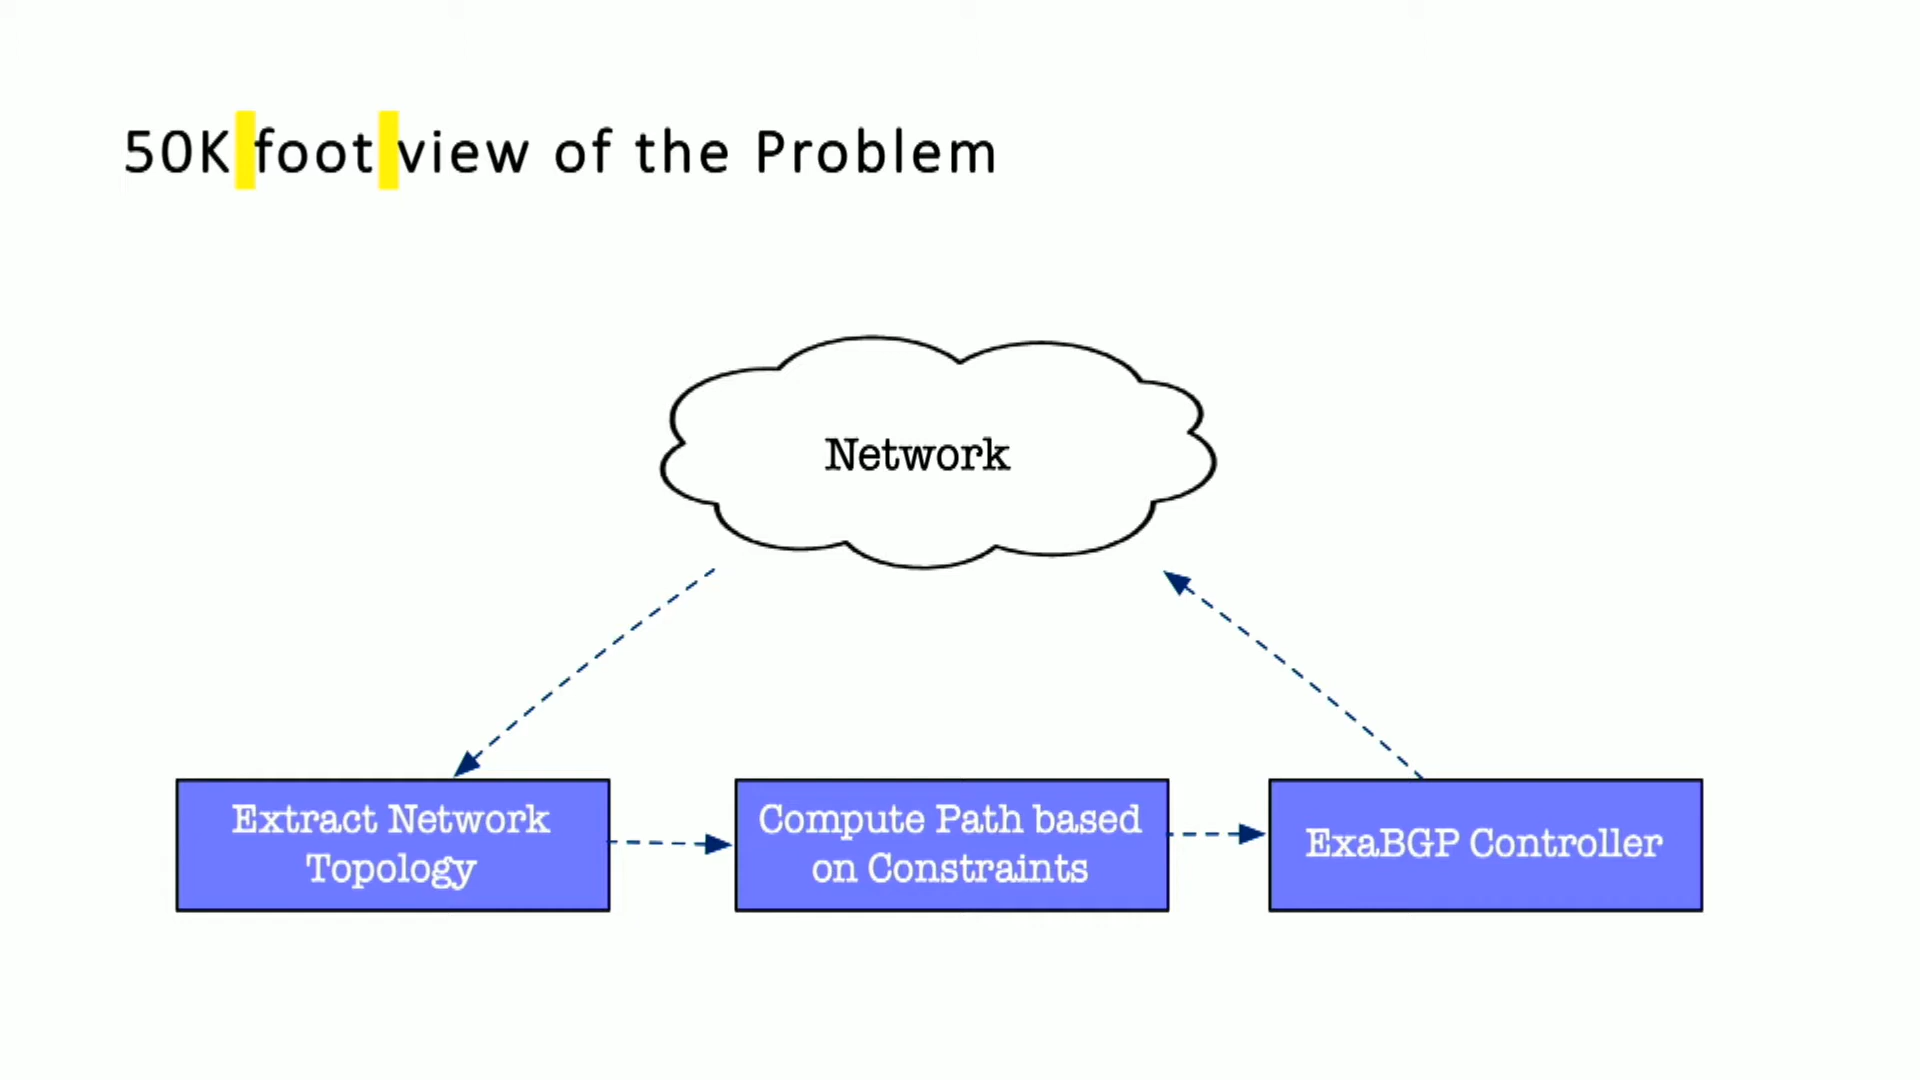 50K foot view of the Problem
Network
Extract Network
Topology
Compute Path based
on Constraints
ExaBGP Controller